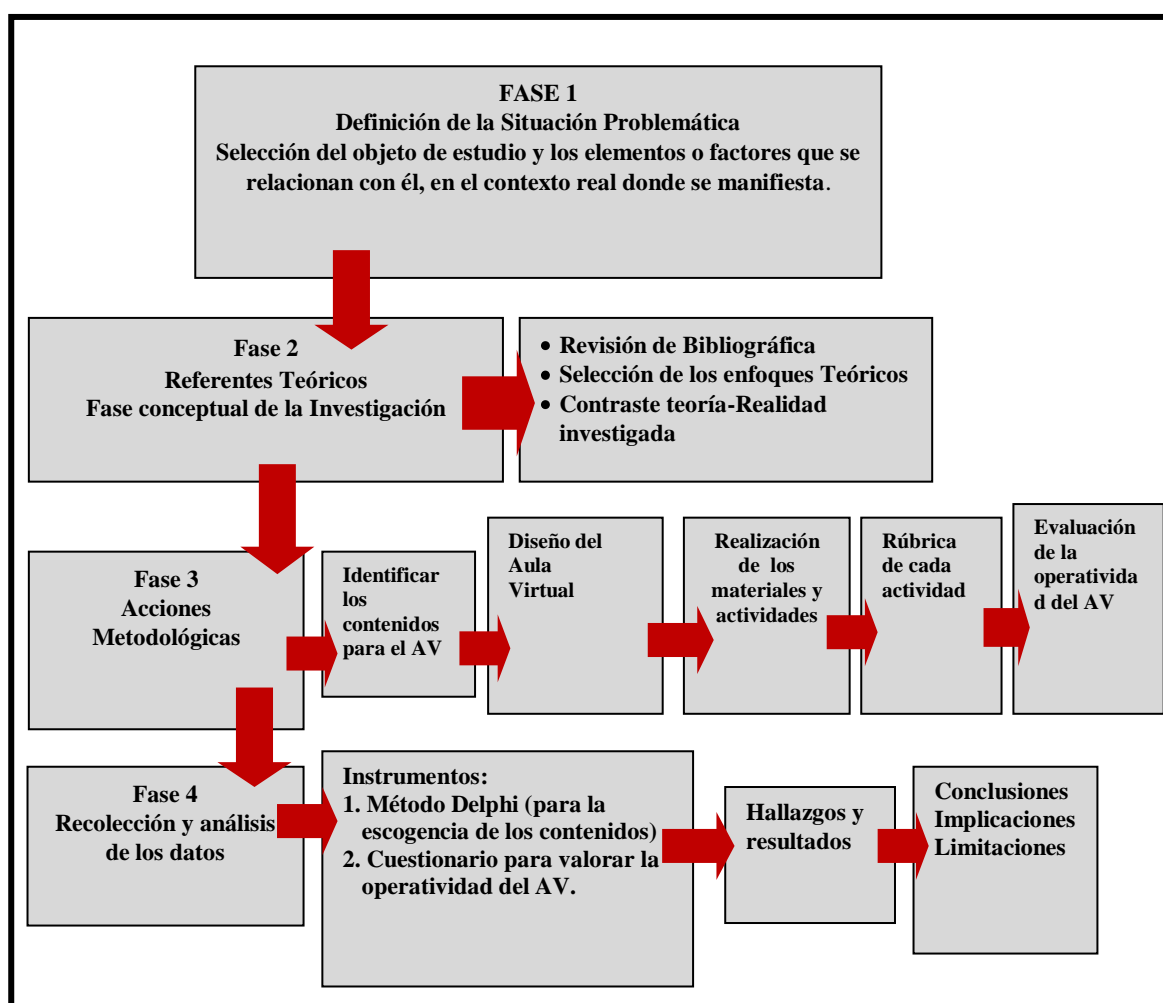 FASE 1
Definición de la Situación Problemática
Selección del objeto de estudio y los elementos o factores que se
relacionan con él, en el contexto real donde se manifiesta.
Fase 2
Referentes Teóricos
Fase conceptual de la Investigación
• Revisión de Bibliográfica
• Selección de los enfoques Teóricos
• Contraste teoría-Realidad
investigada
Fase 3
Acciones
Metodológicas
Identificar
los
contenidos
para el AV
Diseño del
Aula
Virtual
Realización
de los
materiales y
actividades
Rúbrica
de cada
actividad
Evaluación
de la
operativida
d del AV
Fase 4
Recolección y análisis
de los datos
Instrumentos:
1. Método Delphi (para la
escogencia de los contenidos)
2. Cuestionario para valorar la
operatividad del AV.
Hallazgos y
resultados
Conclusiones
Implicaciones
Limitaciones